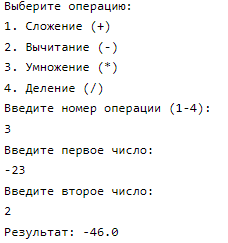 Выберите операцию:
1. Сложение (+)
2. Вычитание (-)
3. Умножение (*)
4. Деление (/)
Введите номер операции (1-4):
3
Введите первое число:
-23
Введите второе число:
2
Результат: -46.0